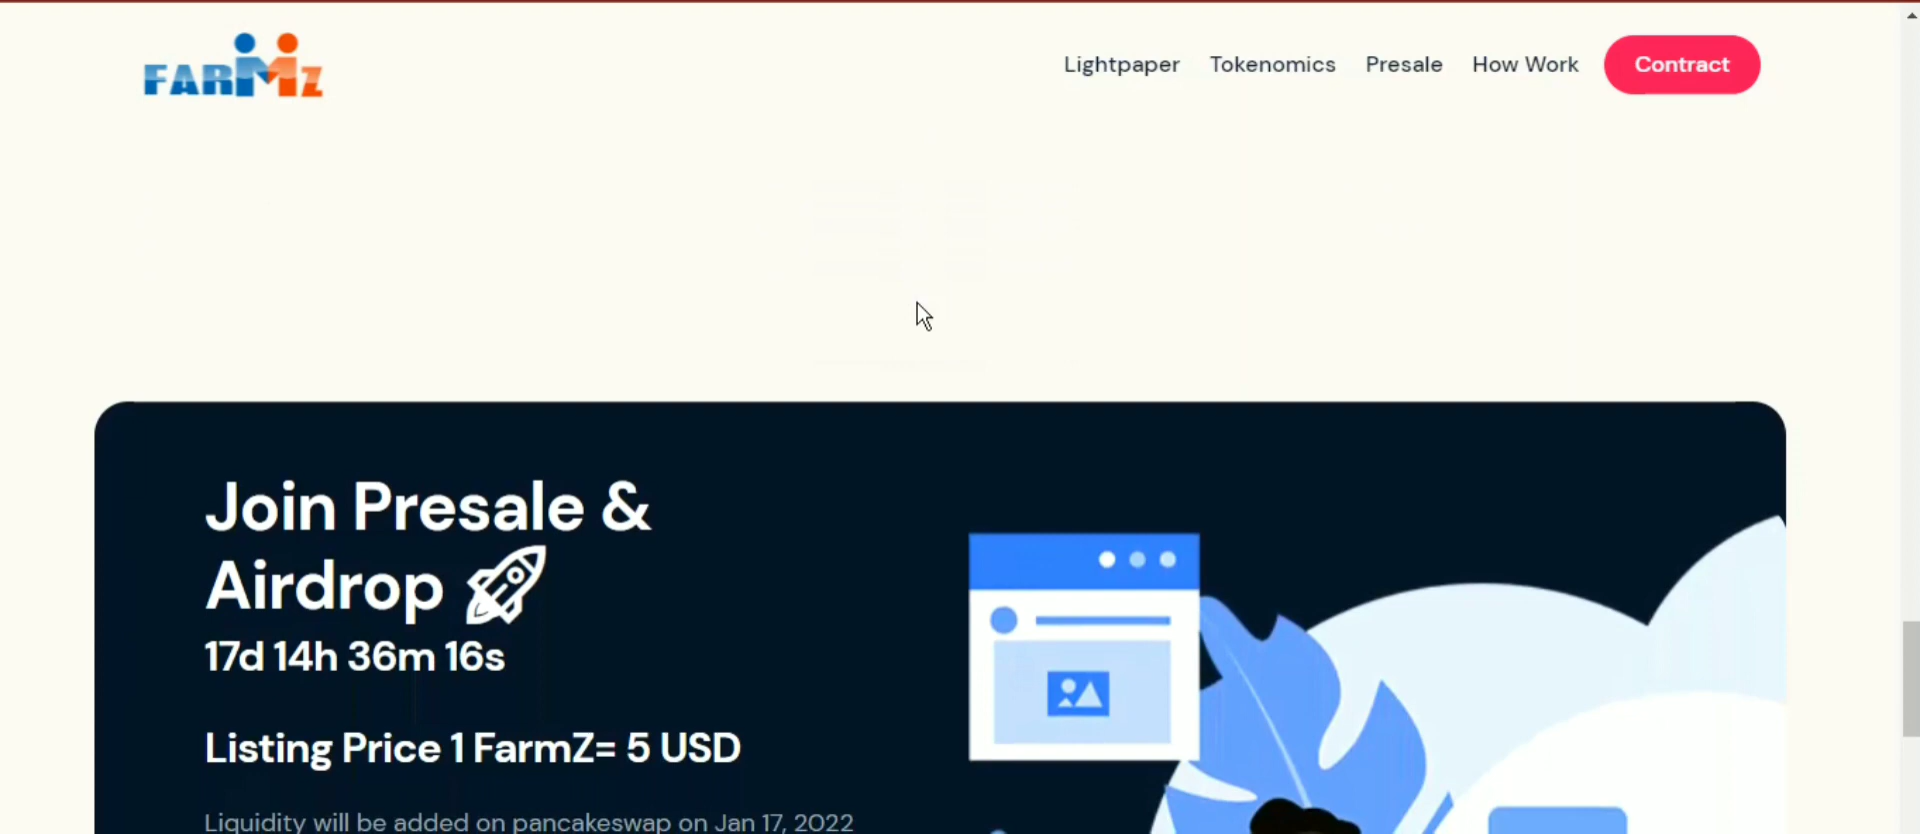 FARMZ
Lightpaper Tokenomics Presale How Work Contract
Join Presale &
Airdrop
17d 14h 36m 16s
Listing Price 1 FarmZ= 5 USD
Liquidity will be added on pancakeswap on Jan 17, 2022